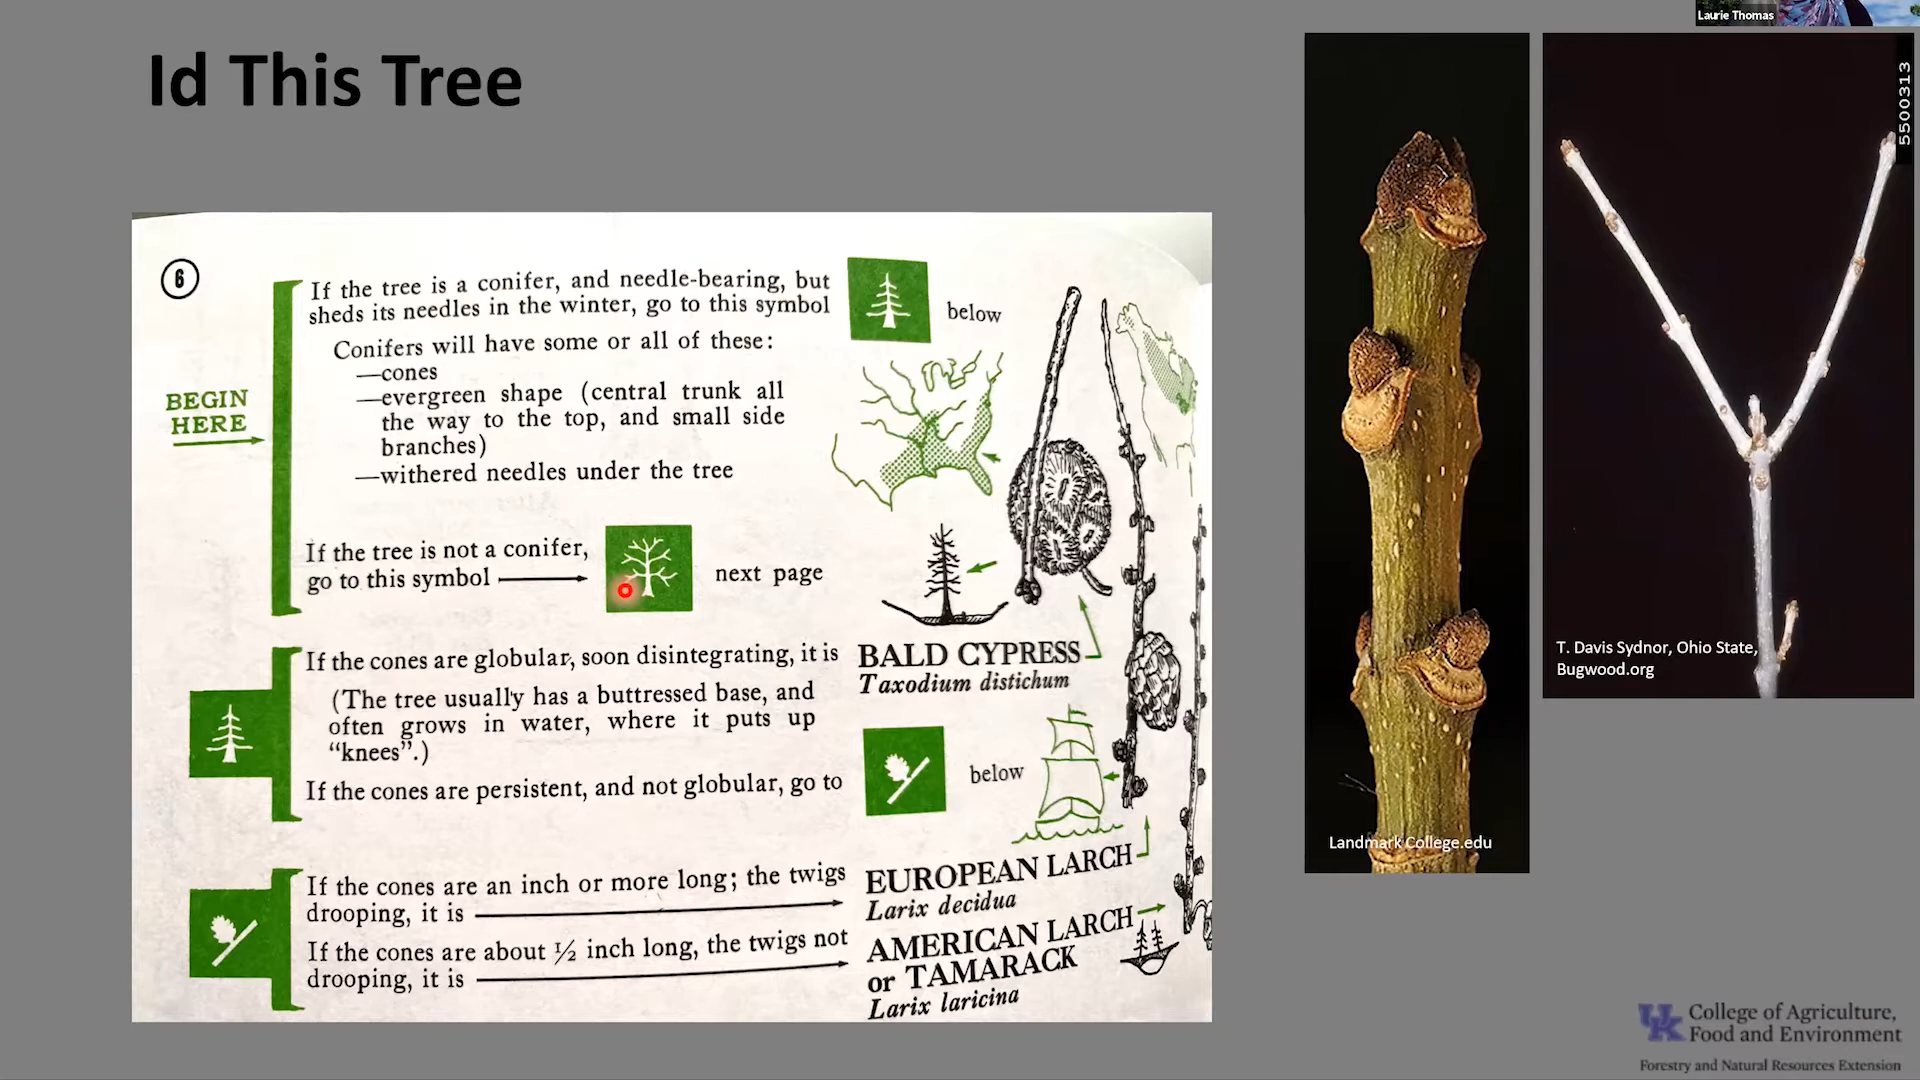 Laurie Thomas
Id This Tree
5500313
6
If the tree is a conifer, and needle-bearing, but
sheds its needles in the winter, go to this symbol
below
Conifers will have some or all of these:
—cones
—evergreen shape (central trunk all
the way to the top, and small side
branches)
—withered needles under the tree
BEGIN
HERE
If the tree is not a conifer,
go to this symbol
next page
If the cones are globular, soon disintegrating, it is
BALD CYPRESS
Taxodium distichum
(The tree usually has a buttressed base, and
often grows in water, where it puts up
“knees”.)
If the cones are persistent, and not globular, go to
below
If the cones are an inch or more long; the twigs
drooping, it is
EUROPEAN LARCH
Larix decidua
If the cones are about ½ inch long, the twigs not
drooping, it is
AMERICAN LARCH
or TAMARACK
Larix laricina
Landmark College.edu
T. Davis Sydnor, Ohio State,
Bugwood.org
UK
College of Agriculture,
Food and Environment
Forestry and Natural Resources Extension